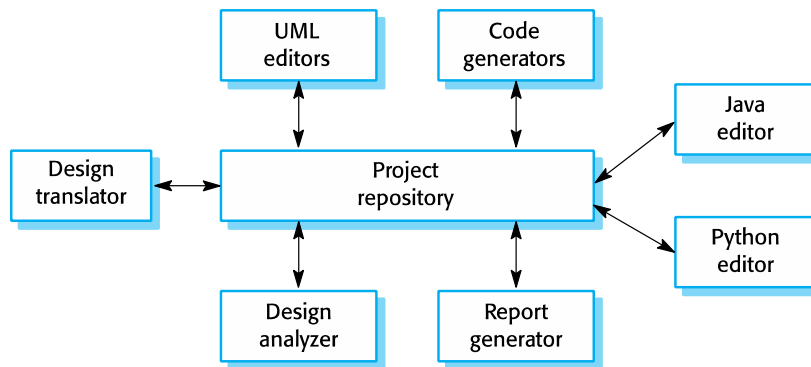 UML
editors
Code
generators
Java
editor
Design
translator
Project
repository
Python
editor
Design
analyzer
Report
generator